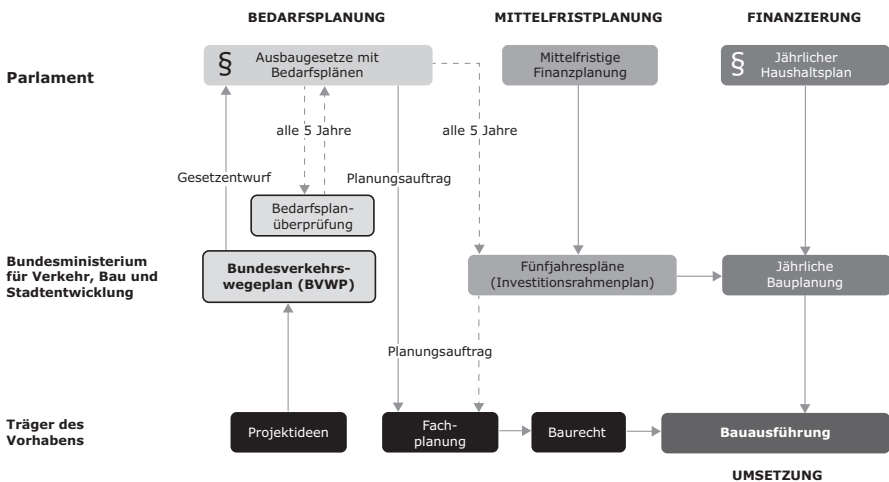 BEDARFSPLANUNG
MITTELFRISTPLANUNG
FINANZIERUNG
Parlament
§
Ausbaugesetze mit
Bedarfsplänen
Mittelfristige
Finanzplanung
§
Jährlicher
Haushaltsplan
alle 5 Jahre
alle 5 Jahre
Gesetzentwurf
Planungsauftrag
Bedarfsplan-
überprüfung
Bundesministerium
für Verkehr, Bau und
Stadtentwicklung
Bundesverkehrs-
wegeplan (BVWP)
Fünfjahrespläne
(Investitionsrahmenplan)
Jährliche
Bauplanung
Planungsauftrag
Träger des
Vorhabens
Projektideen
Fach-
planung
Baurecht
Bauausführung
UMSETZUNG